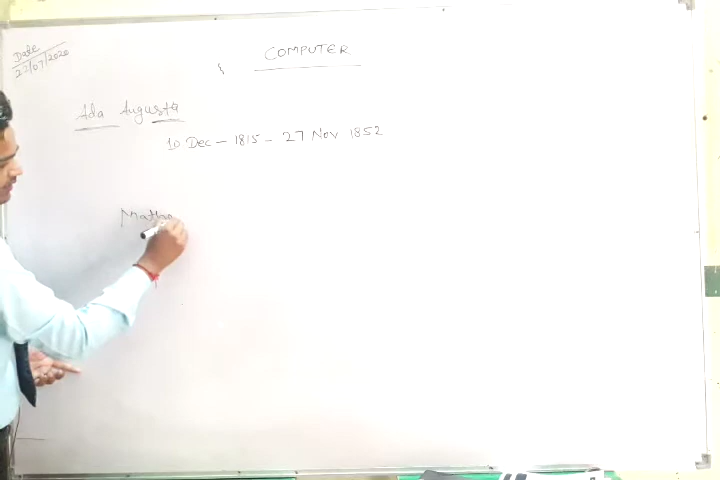 Date
22/07/2020
COMPUTER
Ada Augusta
10 Dec - 1815 - 27 Nov 1852
Mathe